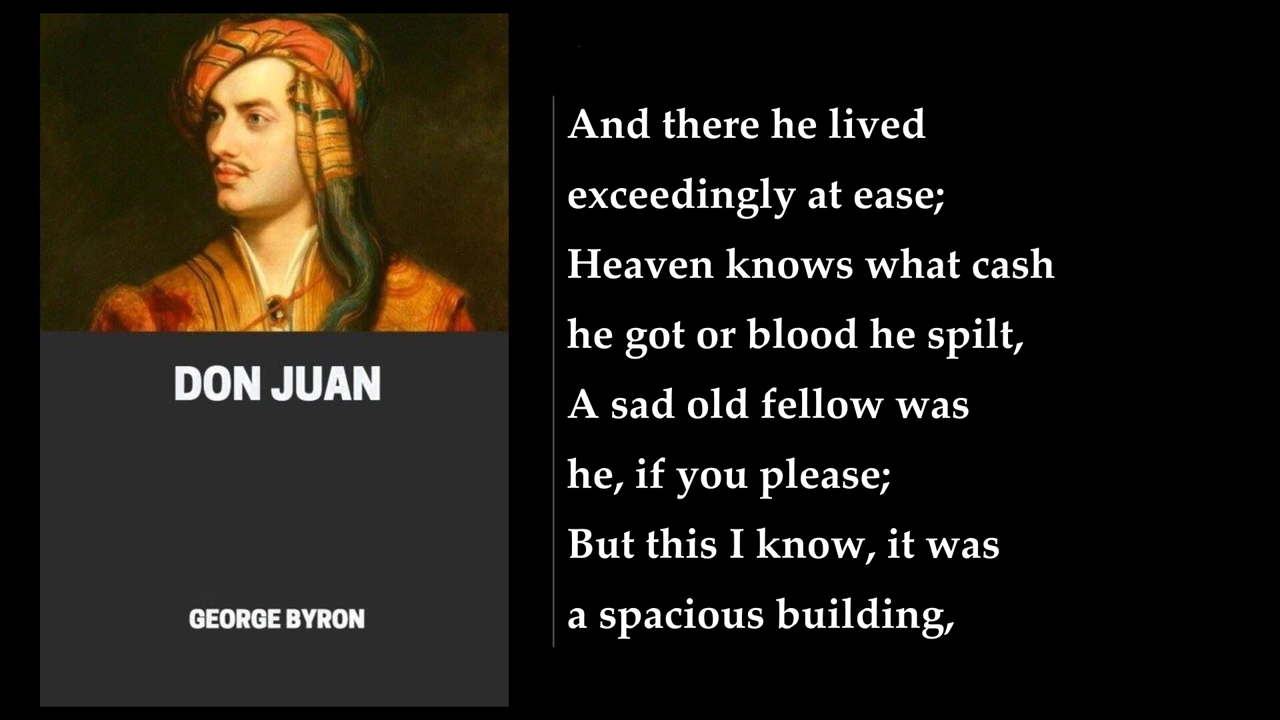 DON JUAN
GEORGE BYRON
And there he lived
exceedingly at ease;
Heaven knows what cash
he got or blood he spilt,
A sad old fellow was
he, if you please;
But this I know, it was
a spacious building,